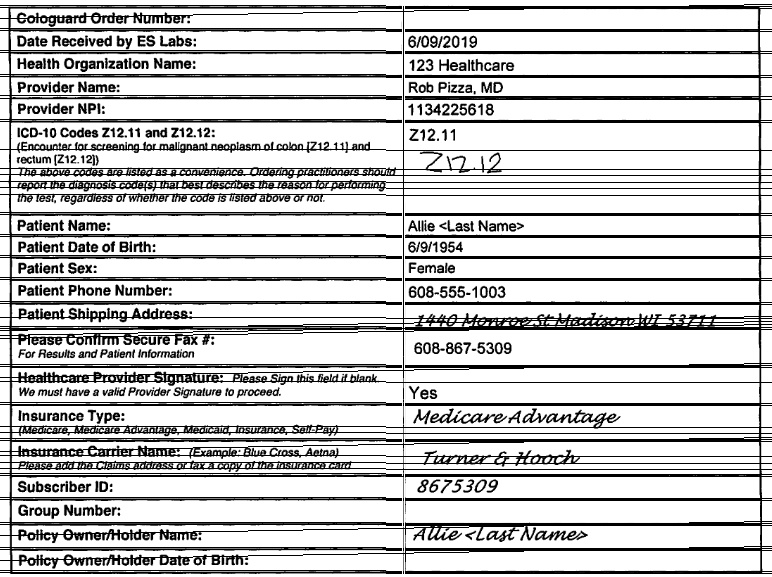 Cologuard Order Number:
Date Received by ES Labs: 6/09/2019
Health Organization Name: 123 Healthcare
Provider Name: Rob Pizza, MD
Provider NPI: 1134225618
ICD-10 Codes Z12.11 and Z12.12: Z12.11
(Encounter for screening for malignant neoplasm of colon [Z12.11] and
rectum [Z12.12]) Z12.12
The above codes are listed as a convenience. Ordering practitioners should
report the diagnosis code(s) that best describes the reason for performing
the test, regardless of whether the code is listed above or not.
Patient Name: Allie <Last Name>
Patient Date of Birth: 6/9/1954
Patient Sex: Female
Patient Phone Number: 608-555-1003
Patient Shipping Address: 1440 Monroe St Madison WI 53711
Please Confirm Secure Fax #: 608-867-5309
For Results and Patient Information
Healthcare Provider Signature: Please Sign this field if blank.
We must have a valid Provider Signature to proceed. Yes
Insurance Type: Medicare Advantage
(Medicare, Medicare Advantage, Medicaid, Insurance, Self-Pay)
Insurance Carrier Name: (Example: Blue Cross, Aetna) Turner & Hooch
Please add the Claims address or fax a copy of the insurance card
Subscriber ID: 8675309
Group Number:
Policy Owner/Holder Name: Allie <Last Name>
Policy Owner/Holder Date of Birth: